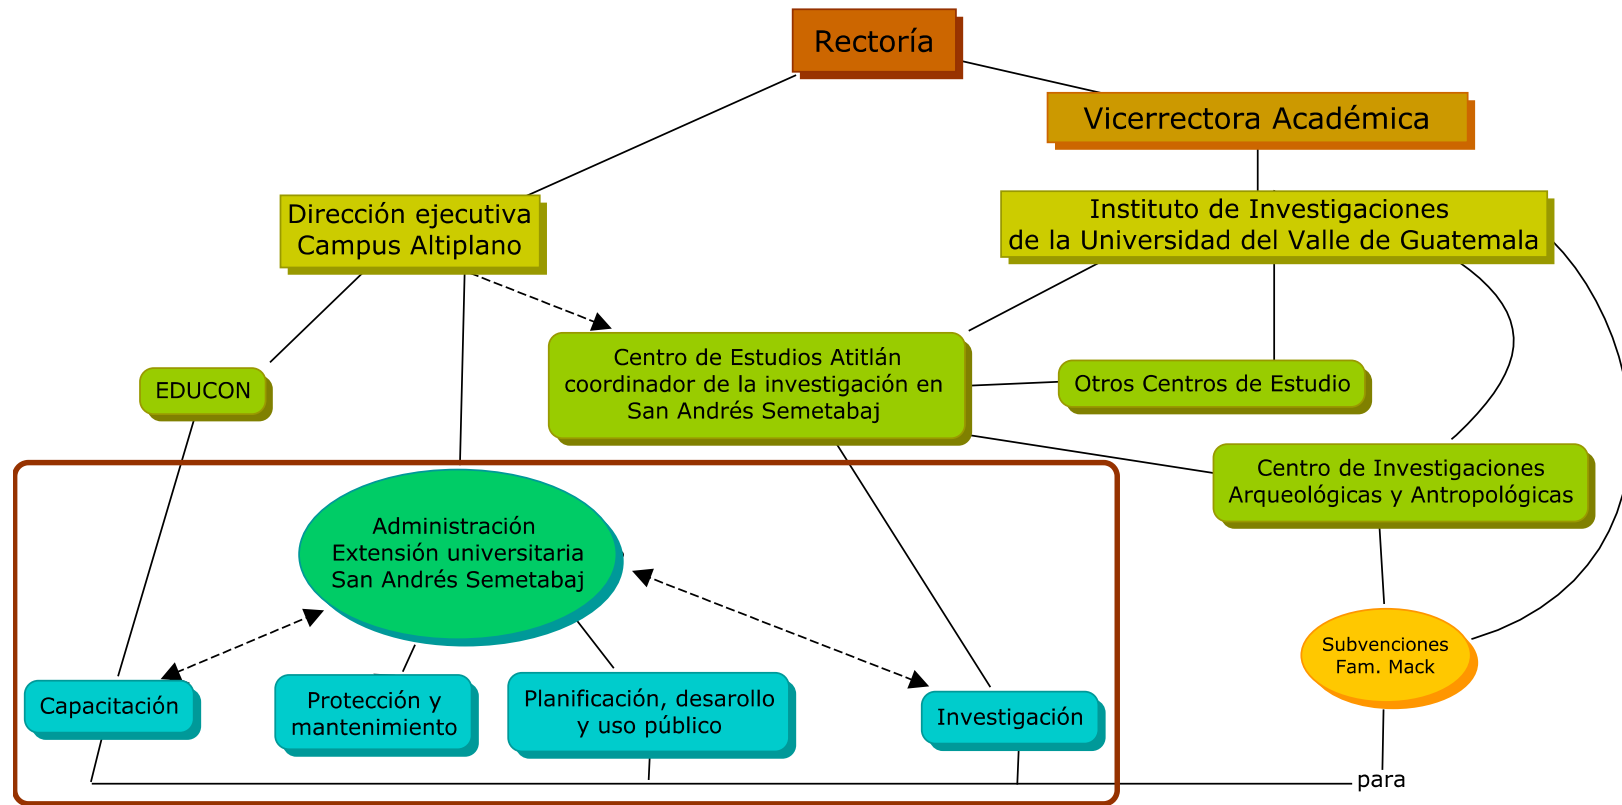 Rectoría
Vicerrectora Académica
Dirección ejecutiva
Campus Altiplano
Instituto de Investigaciones
de la Universidad del Valle de Guatemala
Centro de Estudios Atitlán
coordinador de la investigación en
San Andrés Semetabaj
EDUCON
Otros Centros de Estudio
Centro de Investigaciones
Arqueológicas y Antropológicas
Administración
Extensión universitaria
San Andrés Semetabaj
Subvenciones
Fam. Mack
Capacitación
Protección y
mantenimiento
Planificación, desarollo
y uso público
Investigación
para